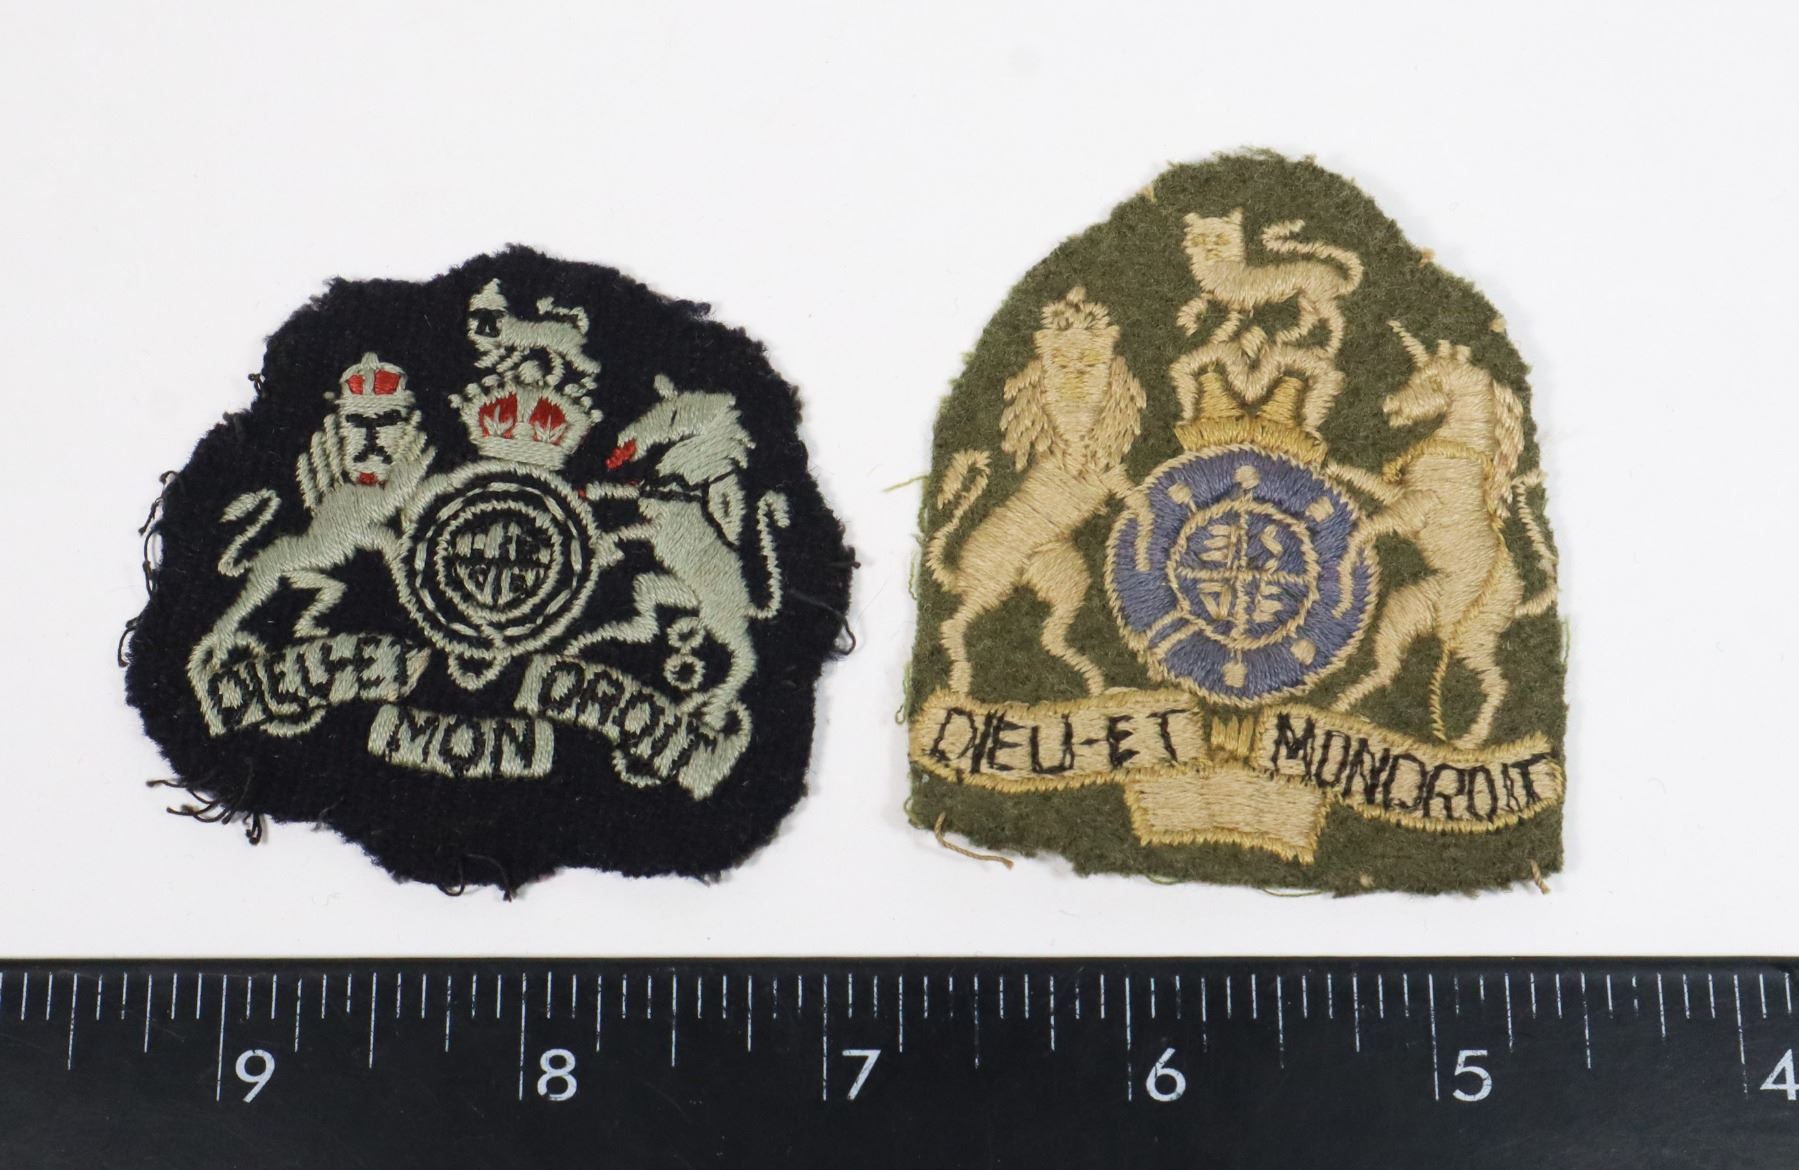 DIEU-ET
MON
DROIT
DIEU-ET MONDROIT
9 8 7 6 5 4